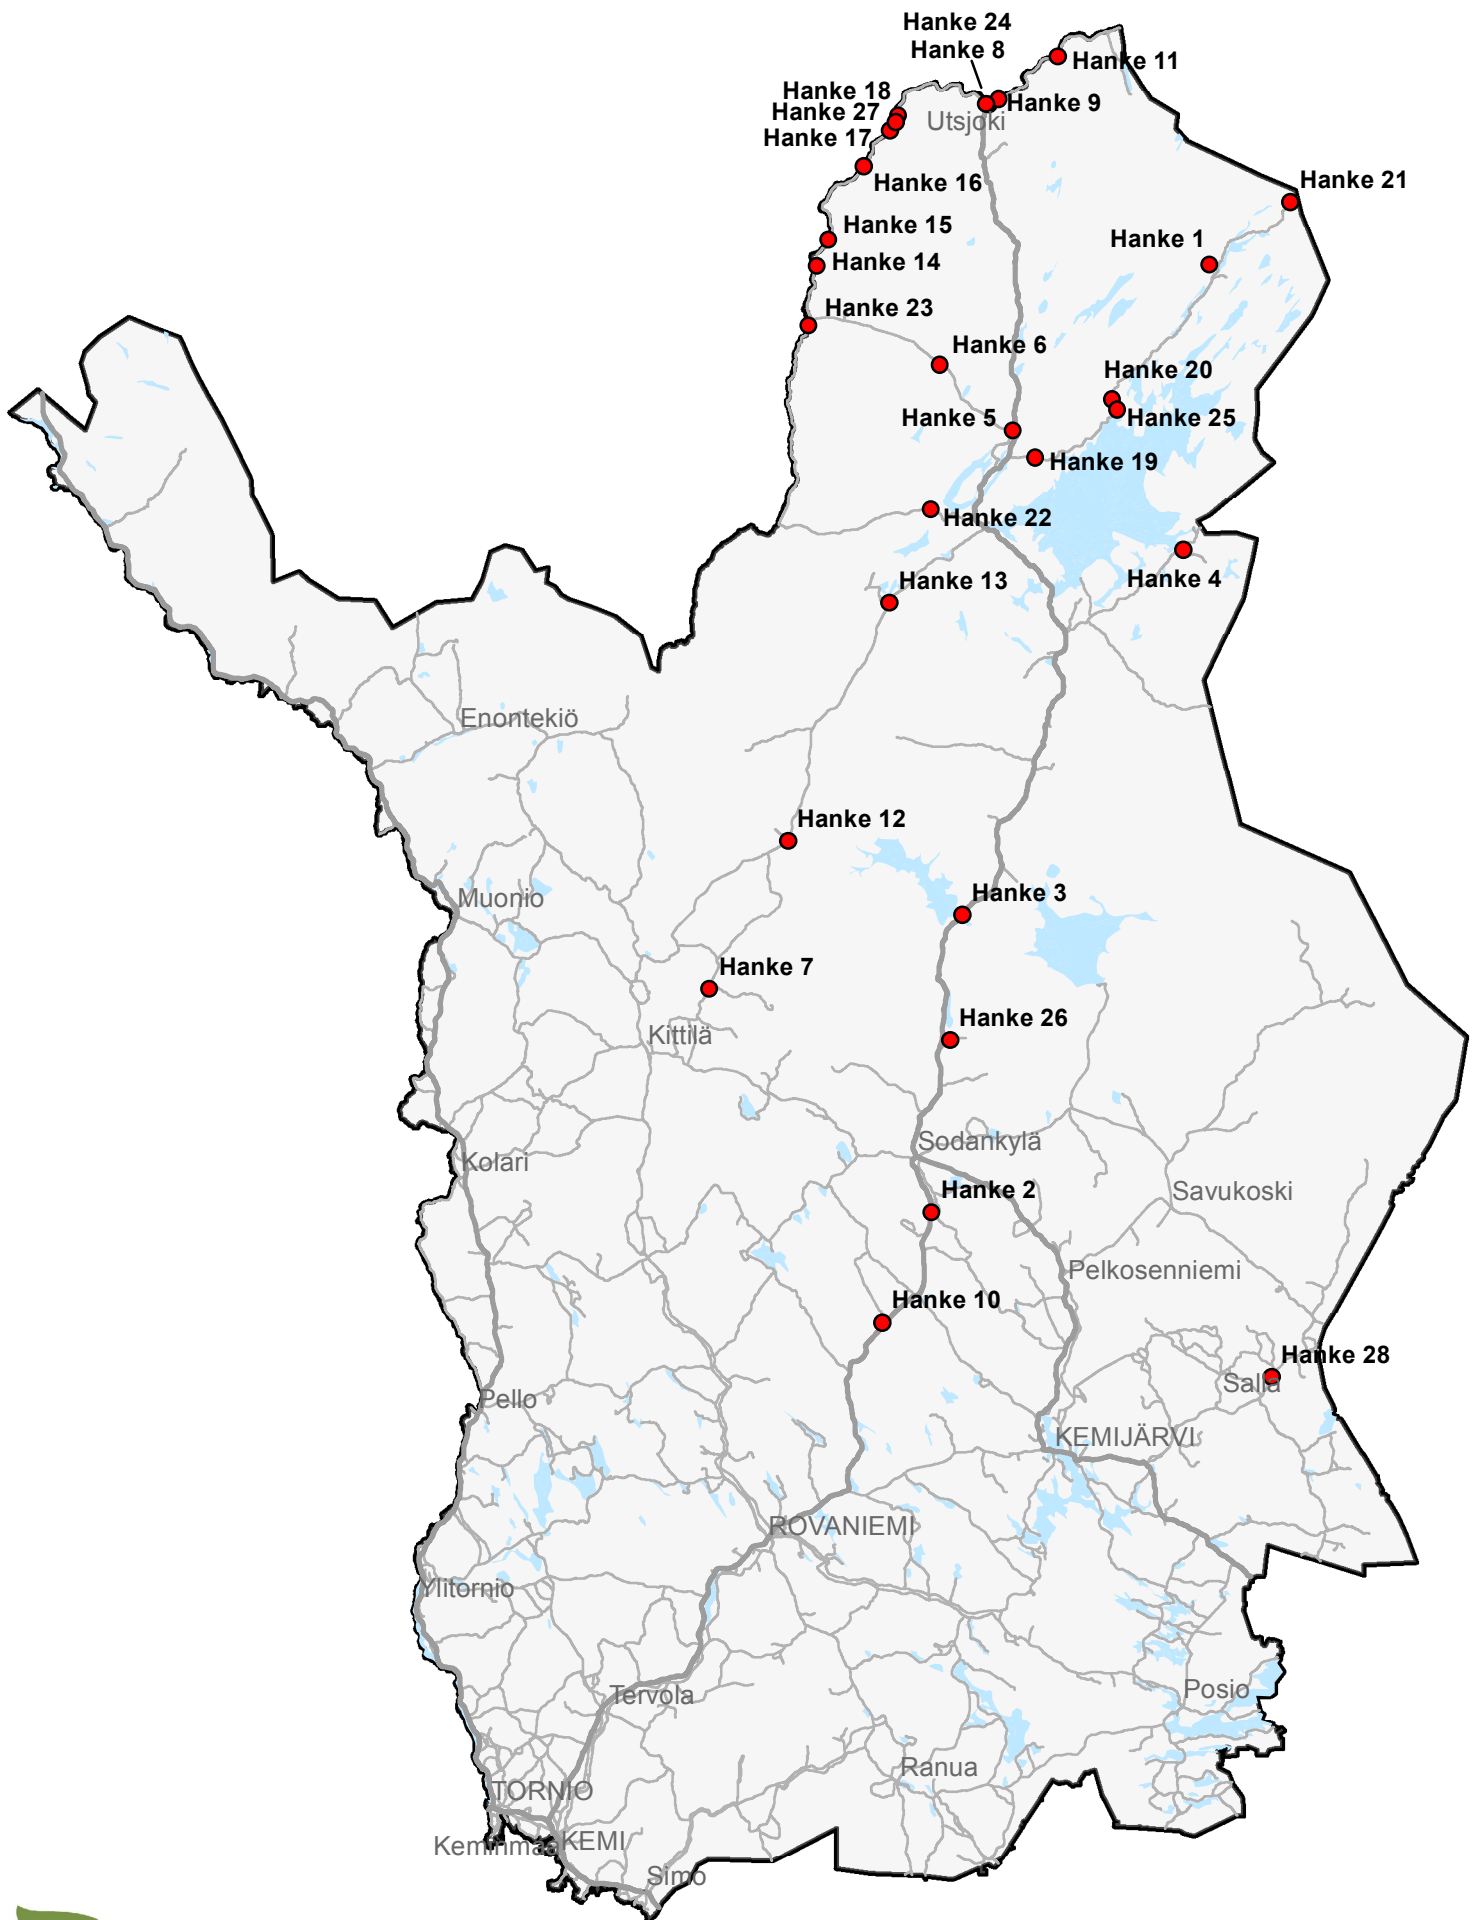 Hanke 24
Hanke 8
Hanke 11
Hanke 18
Hanke 27
Hanke 17
Hanke 9
Utsjoki
Hanke 16
Hanke 21
Hanke 15
Hanke 1
Hanke 14
Hanke 23
Hanke 6
Hanke 20
Hanke 5
Hanke 25
Hanke 19
Hanke 22
Hanke 13
Hanke 4
Enontekiö
Hanke 12
Muonio
Hanke 3
Hanke 7
Hanke 26
Kittilä
Sodankylä
Kolari
Hanke 2
Savukoski
Pelkosenniemi
Hanke 10
Hanke 28
Salla
Pello
KEMIJÄRVI
ROVANIEMI
Ylitornio
Tervola
Posio
Ranua
TORNIO
Keminmaa
KEMI
Simo